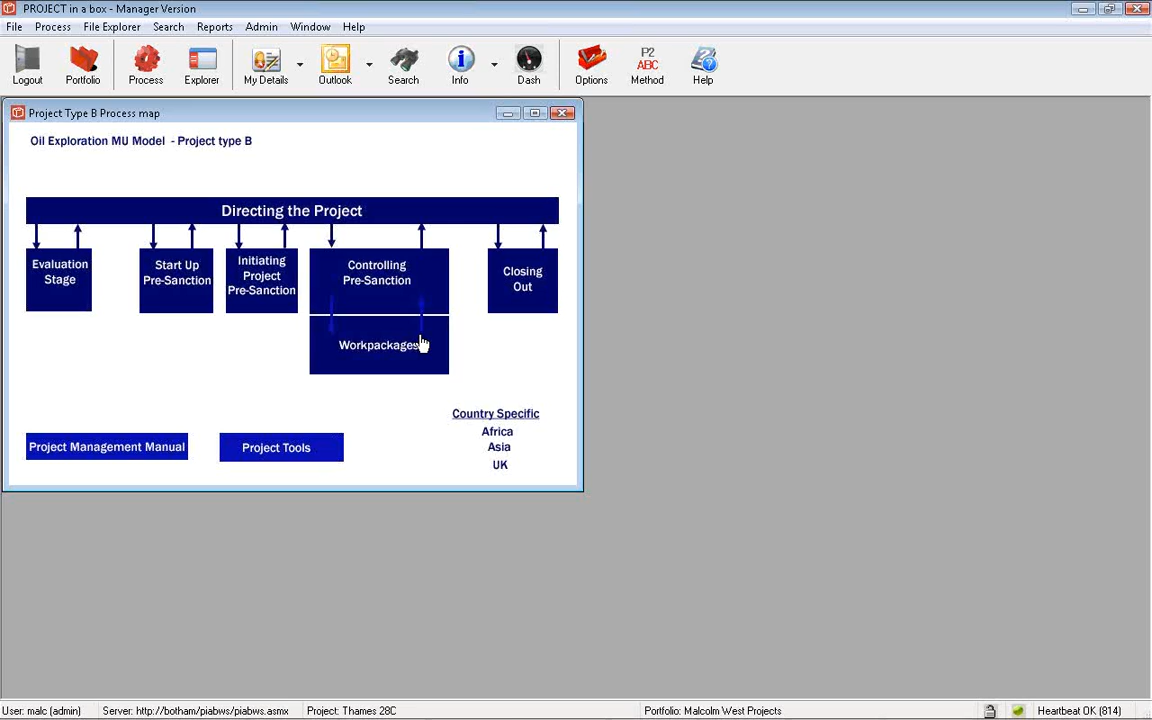 PROJECT in a box - Manager Version
File Process File Explorer Search Reports Admin Window Help
P2
ABC
Logout Portfolio Process Explorer My Details Outlook Search Info Dash Options Method Help
Project Type B Process map
Oil Exploration MU Model - Project type B
Directing the Project
Evaluation
Stage
Start Up
Pre-Sanction
Initiating
Project
Pre-Sanction
Controlling
Pre-Sanction
Closing
Out
Workpackages
Country Specific
Africa
Asia
UK
Project Management Manual
Project Tools
User: malc (admin) Server: http://botham/piabws/piabws.asmx Project: Thames 28C Portfolio: Malcolm West Projects Heartbeat OK (814)